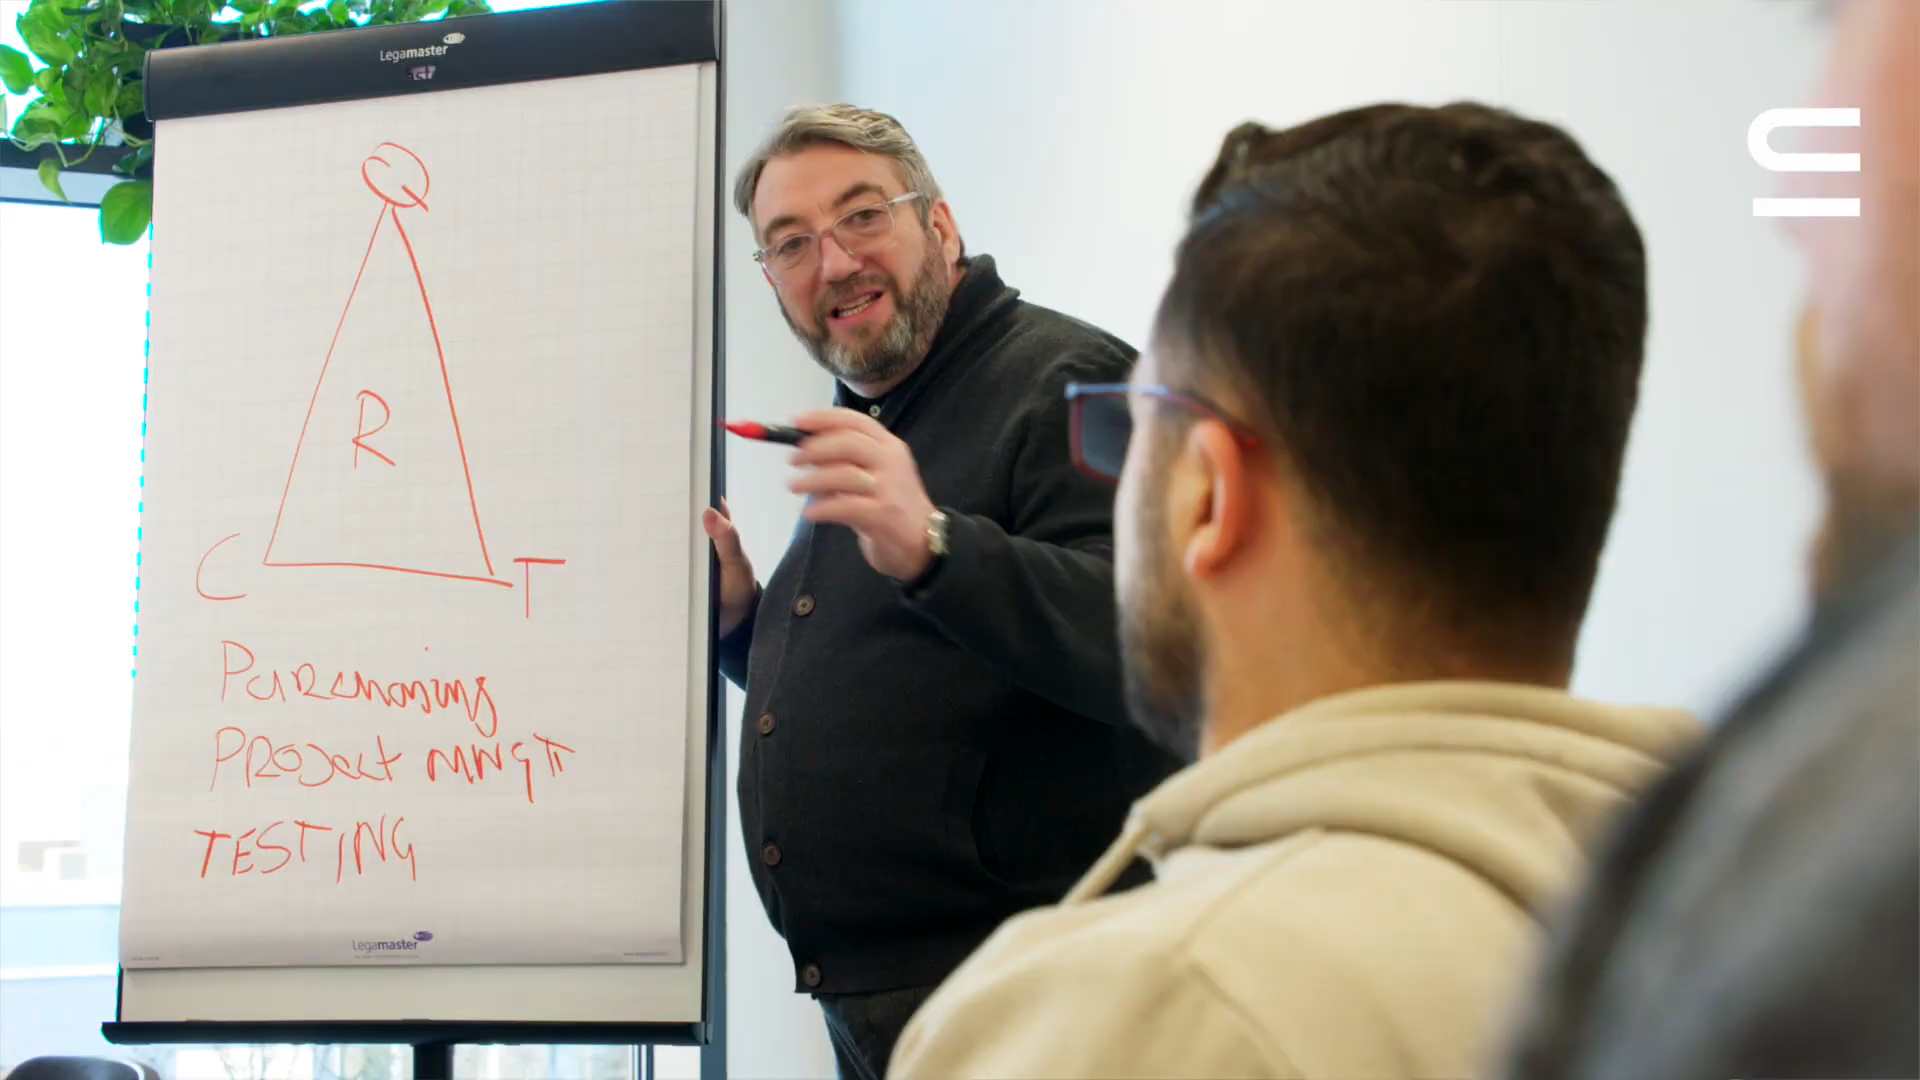 Legamaster
Q
R
C T
Purchasing
PROJect MNGT
TESTING
Legamaster